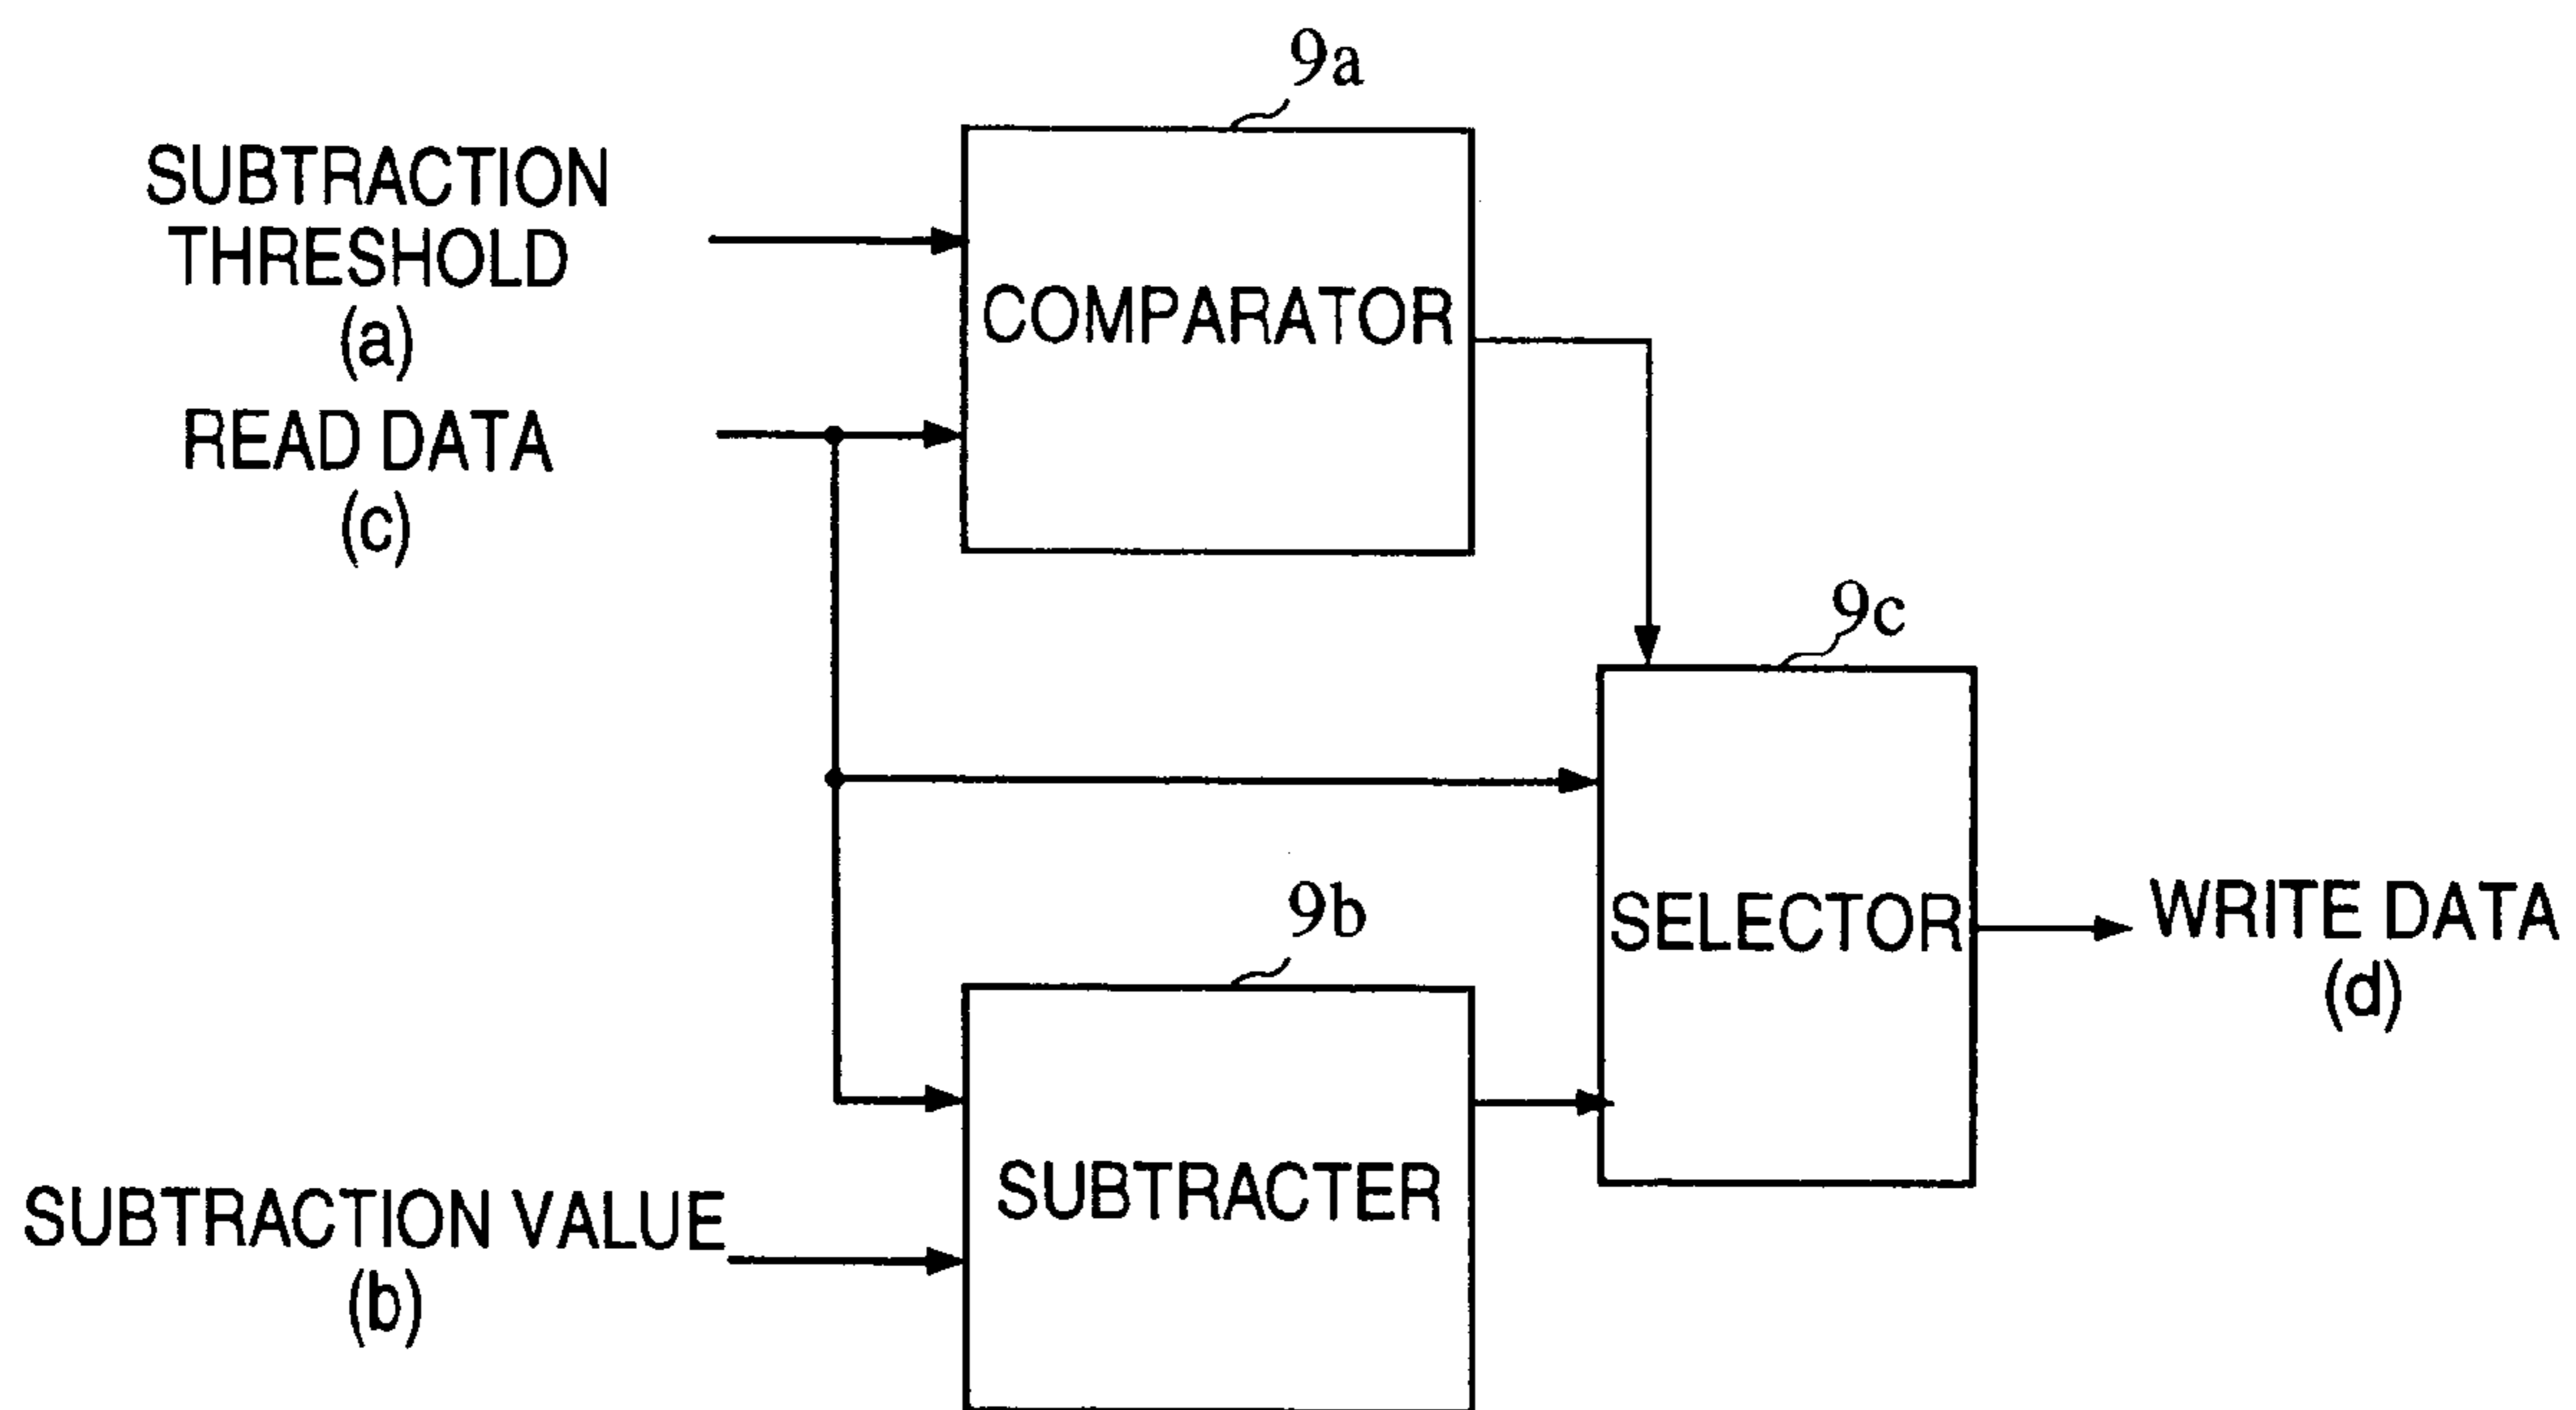 9a
SUBTRACTION
THRESHOLD
(a)
COMPARATOR
READ DATA
(c)
9c
9b
SELECTOR
WRITE DATA
(d)
SUBTRACTER
SUBTRACTION VALUE
(b)